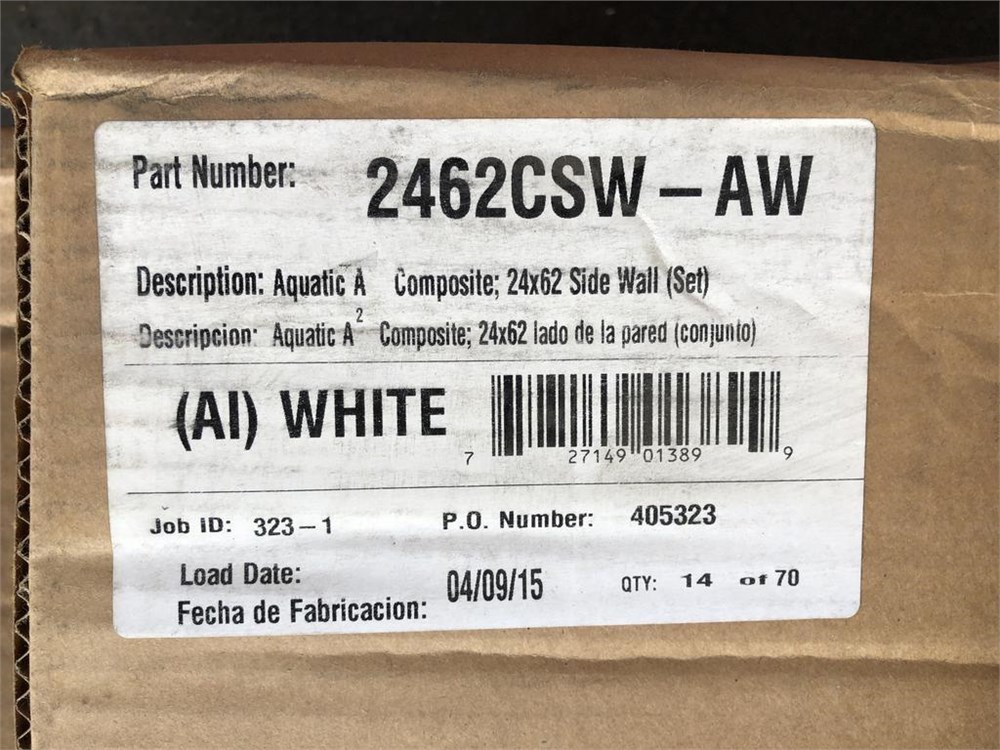 Part Number: 2462CSW-AW
Description: Aquatic A Composite; 24x62 Side Wall (Set)
Descripcion: Aquatic A² Composite; 24x62 lado de la pared (conjunto)
(AI) WHITE
7 27149 01389 9
Job ID: 323-1 P.O. Number: 405323
Load Date: 04/09/15 QTY: 14 of 70
Fecha de Fabricacion: